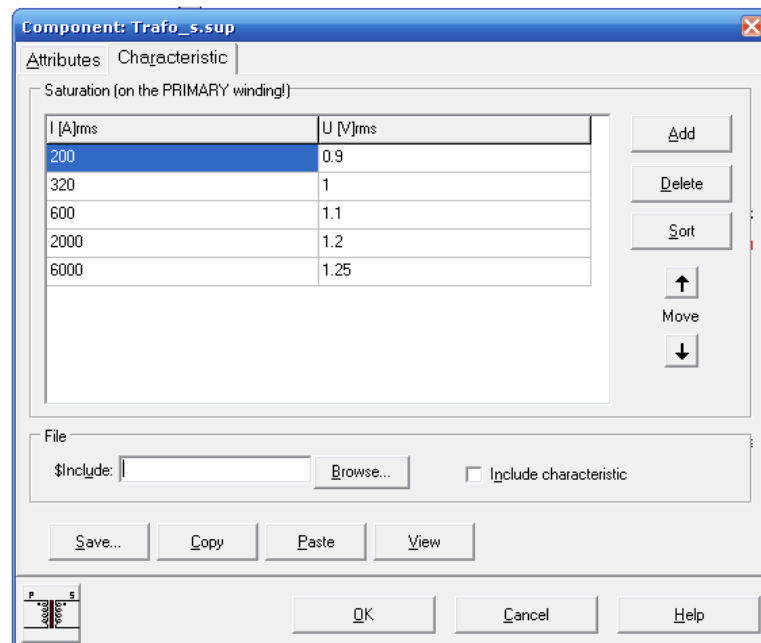 Component: Trafo_s.sup
Attributes Characteristic
Saturation (on the PRIMARY winding!)
I [A]rms U [V]rms
200 0.9
320 1
600 1.1
2000 1.2
6000 1.25
Add
Delete
Sort
Move
File
$Include: Browse... Include characteristic
Save... Copy Paste View
P S
OK Cancel Help